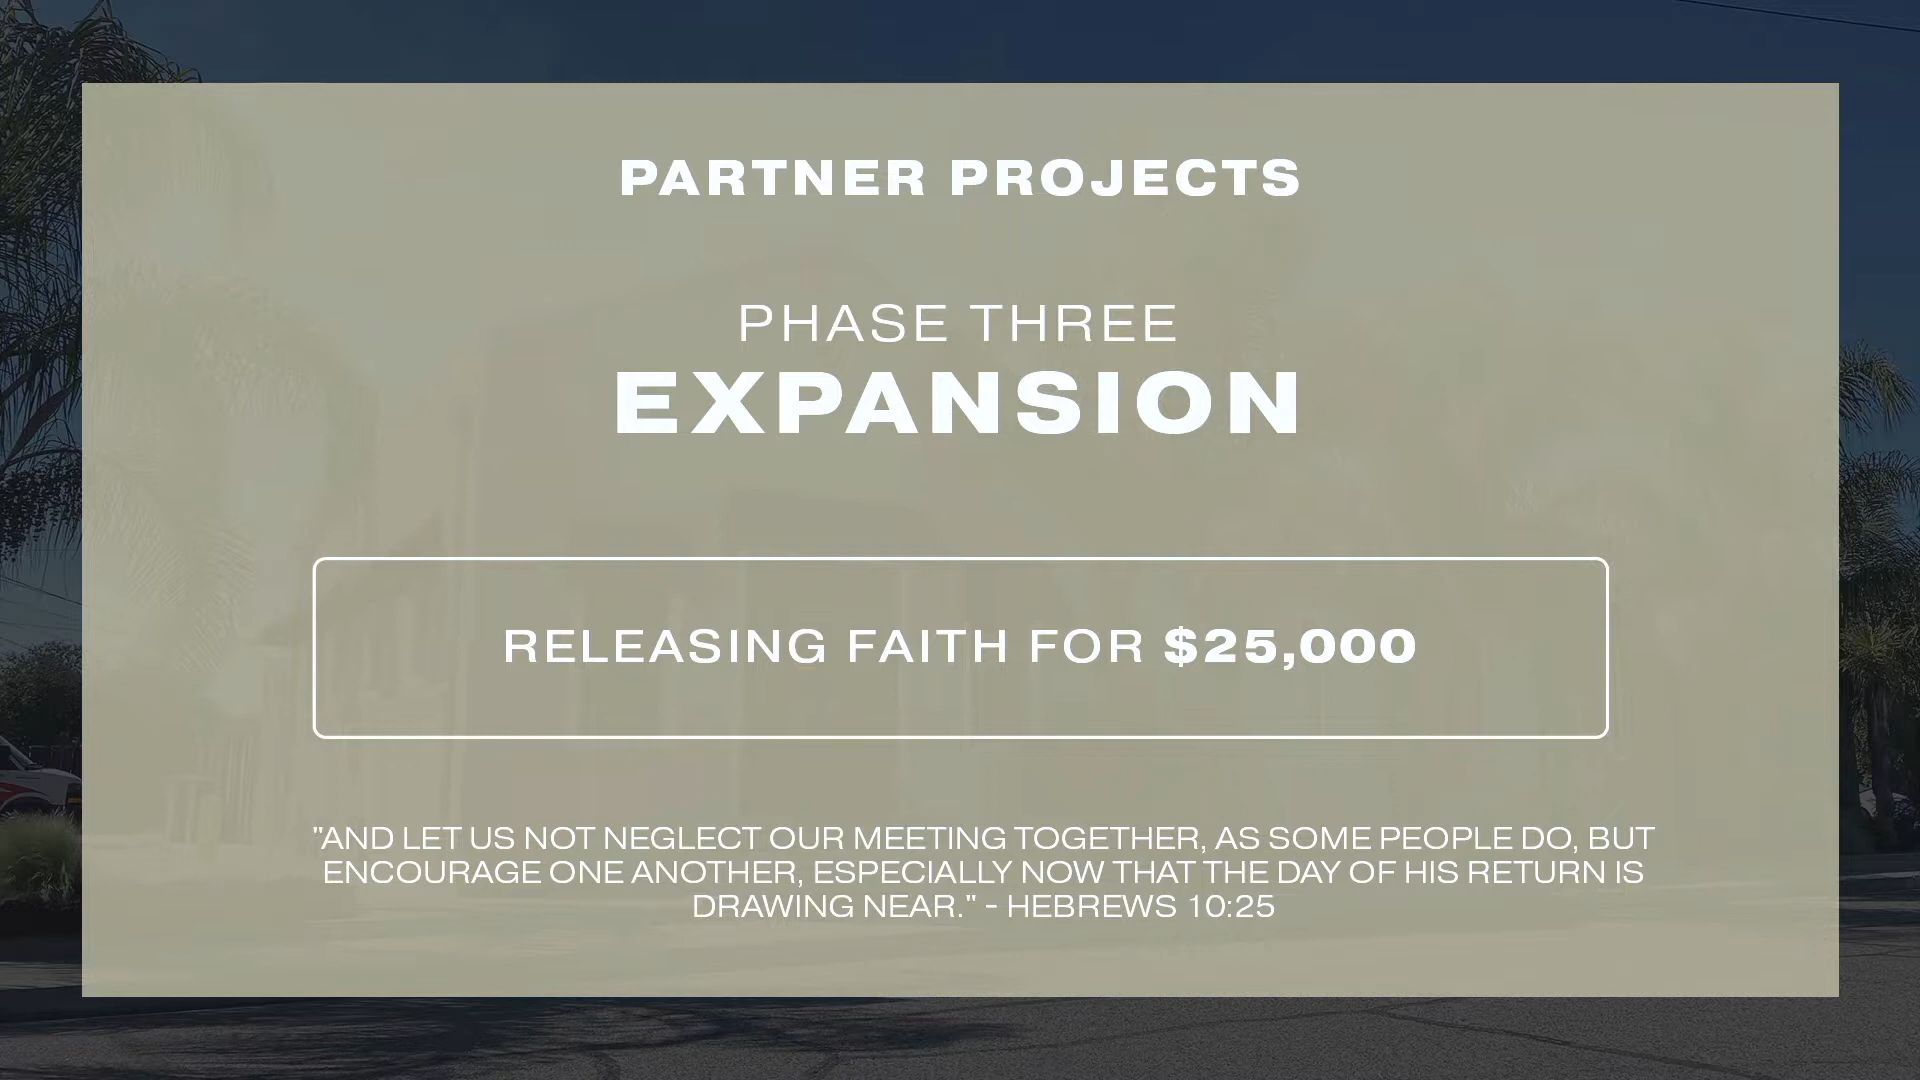 PARTNER PROJECTS
PHASE THREE
EXPANSION
RELEASING FAITH FOR $25,000
"AND LET US NOT NEGLECT OUR MEETING TOGETHER, AS SOME PEOPLE DO, BUT
ENCOURAGE ONE ANOTHER, ESPECIALLY NOW THAT THE DAY OF HIS RETURN IS
DRAWING NEAR." - HEBREWS 10:25